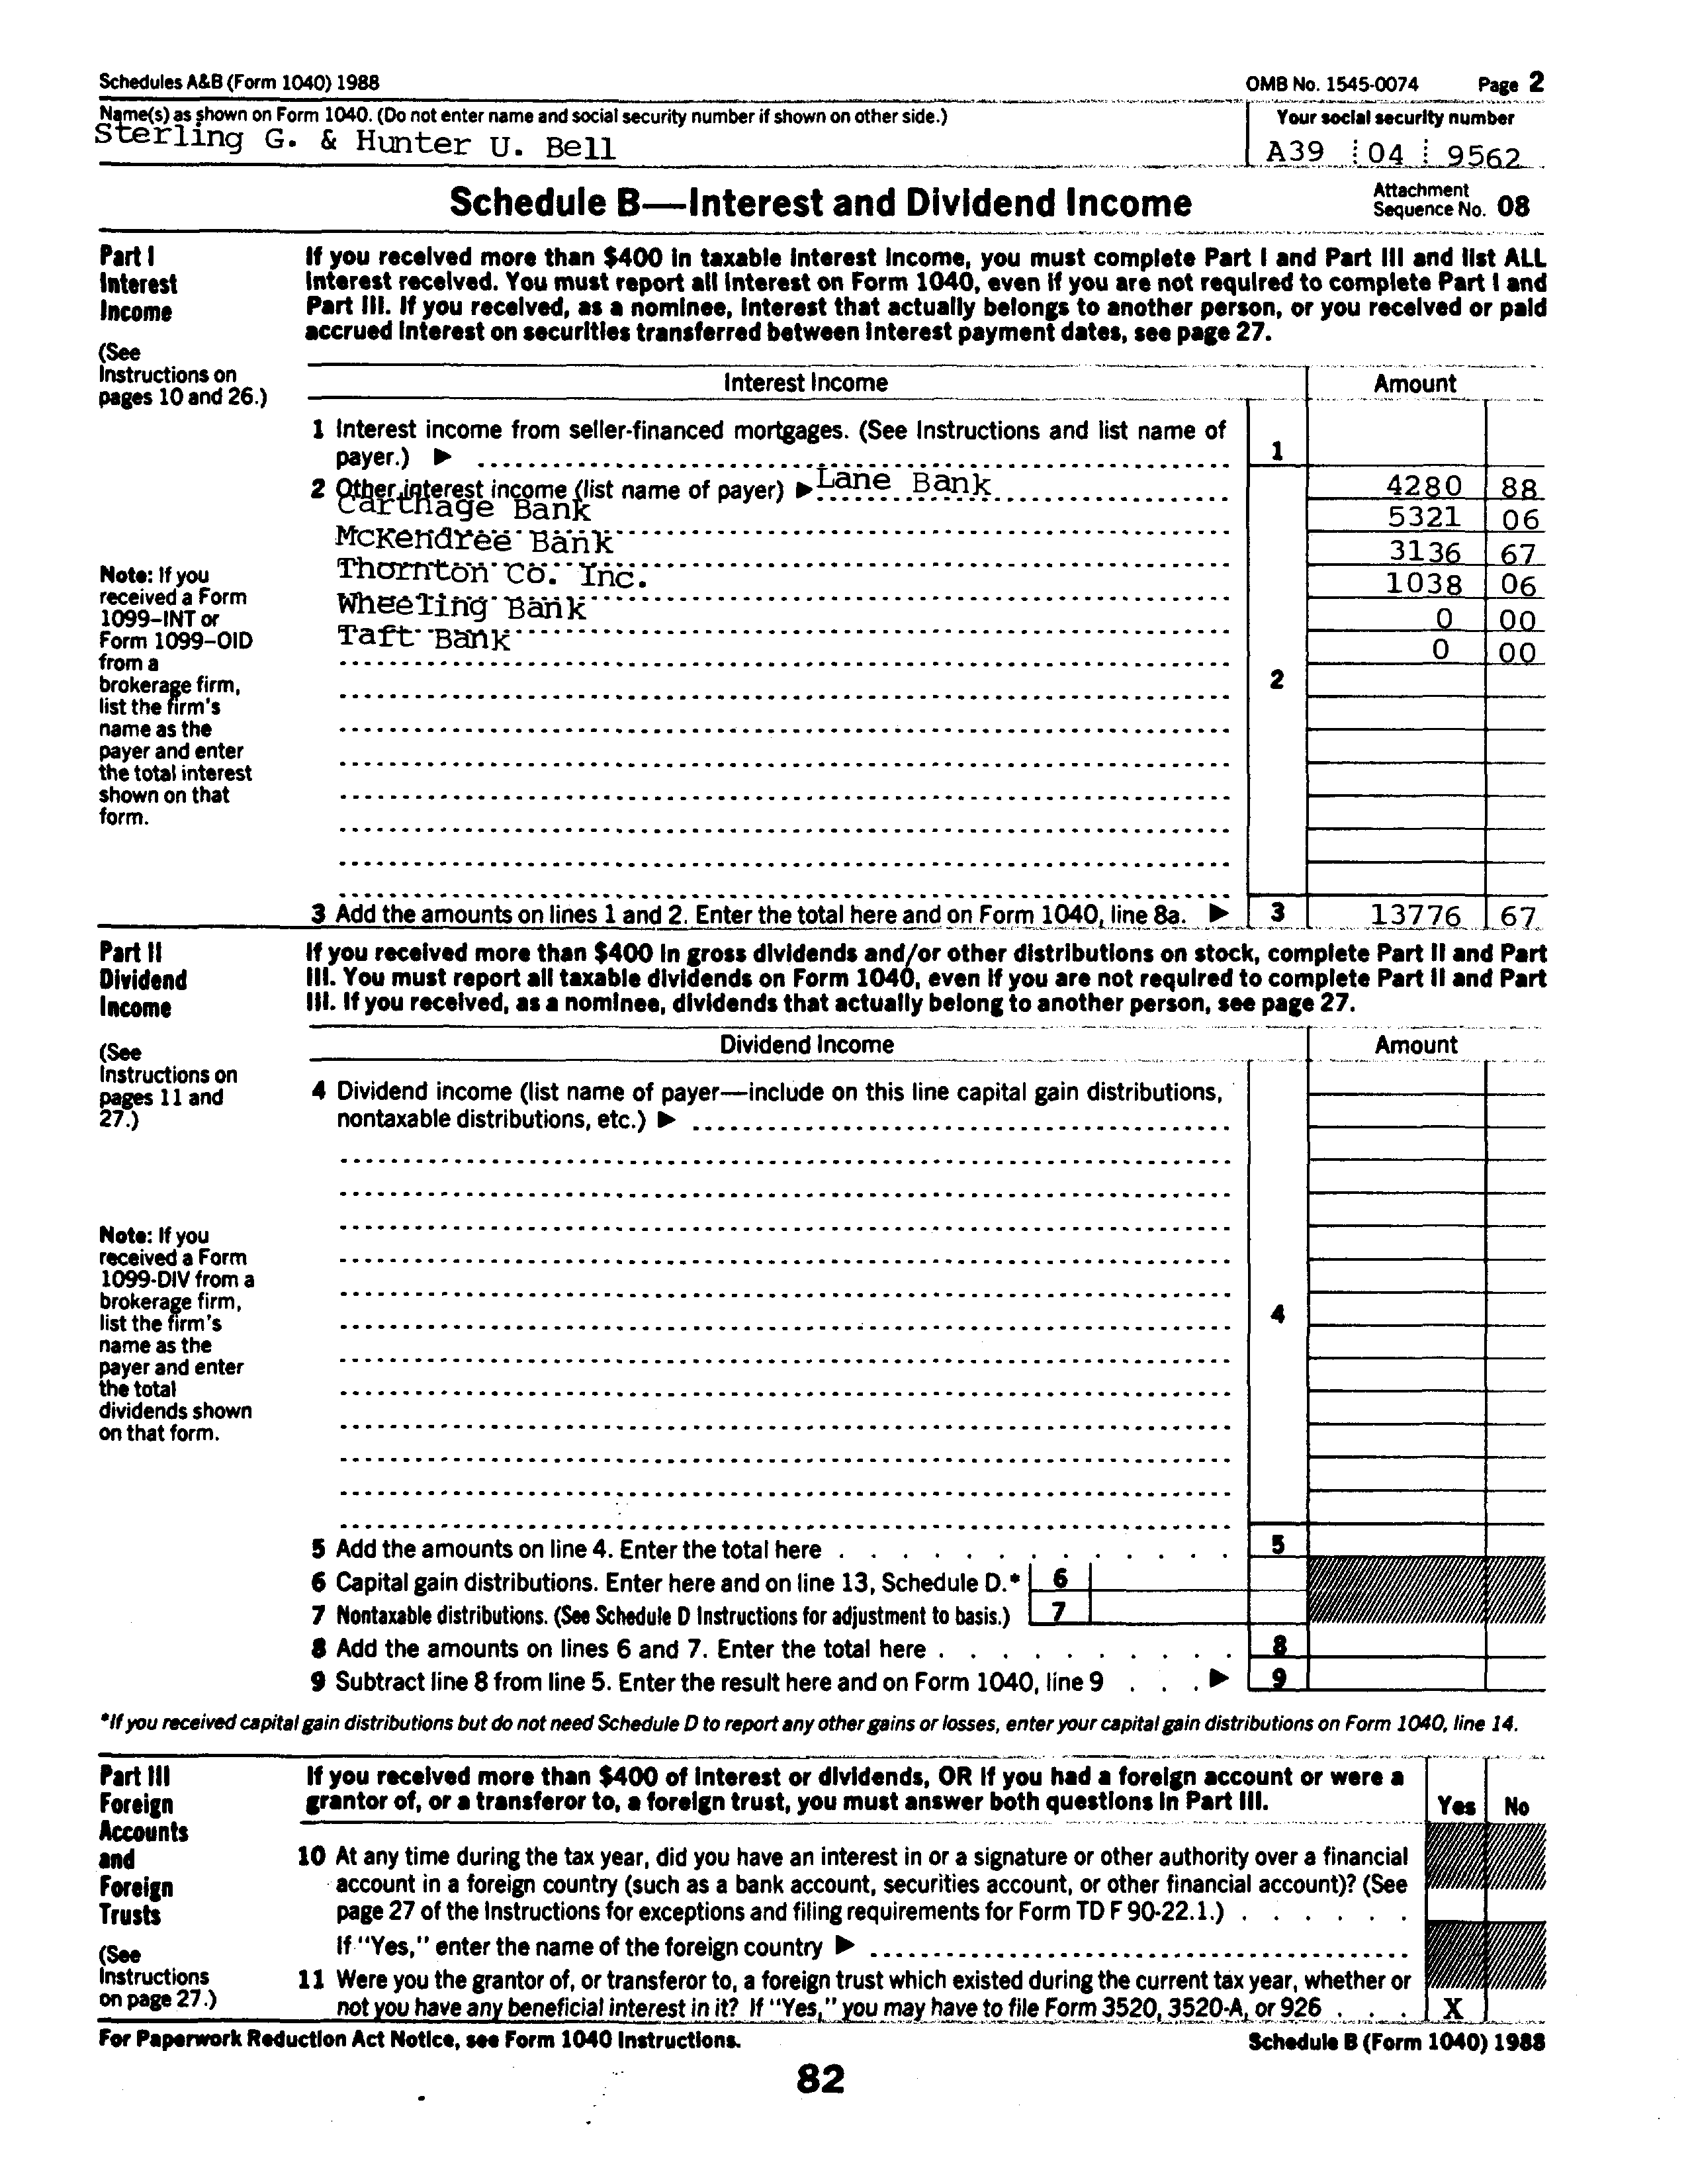 Schedules A&B (Form 1040) 1988 OMB No. 1545-0074 Page 2
Name(s) as shown on Form 1040. (Do not enter name and social security number if shown on other side.) Your social security number
Sterling G. & Hunter U. Bell A39 04 9562
Schedule B—Interest and Dividend Income Attachment Sequence No. 08
Part I
Interest
Income
(See
Instructions on
pages 10 and 26.)
If you received more than $400 in taxable interest income, you must complete Part I and Part III and list ALL
interest received. You must report all interest on Form 1040, even if you are not required to complete Part I and
Part III. If you received, as a nominee, interest that actually belongs to another person, or you received or paid
accrued interest on securities transferred between interest payment dates, see page 27.
Interest Income Amount
1 Interest income from seller-financed mortgages. (See Instructions and list name of
payer.) ▶ 1
2 Other interest income (list name of payer) ▶ Lane Bank 4280 88
Carthage Bank 5321 06
McKendree Bank 3136 67
Thornton Co. Inc. 1038 06
Wheeling Bank 0 00
Taft Bank 0 00
2
Note: If you
received a Form
1099–INT or
Form 1099–OID
from a
brokerage firm,
list the firm's
name as the
payer and enter
the total interest
shown on that
form.
3 Add the amounts on lines 1 and 2. Enter the total here and on Form 1040, line 8a. ▶ 3 13776 67
Part II
Dividend
Income
(See
Instructions on
pages 11 and
27.)
If you received more than $400 in gross dividends and/or other distributions on stock, complete Part II and Part
III. You must report all taxable dividends on Form 1040, even if you are not required to complete Part II and Part
III. If you received, as a nominee, dividends that actually belong to another person, see page 27.
Dividend Income Amount
4 Dividend income (list name of payer—include on this line capital gain distributions,
nontaxable distributions, etc.) ▶
4
Note: If you
received a Form
1099-DIV from a
brokerage firm,
list the firm's
name as the
payer and enter
the total
dividends shown
on that form.
5 Add the amounts on line 4. Enter the total here . . . . . . . . . . . . . 5
6 Capital gain distributions. Enter here and on line 13, Schedule D.* 6
7 Nontaxable distributions. (See Schedule D Instructions for adjustment to basis.) 7
8 Add the amounts on lines 6 and 7. Enter the total here . . . . . . . . . . 8
9 Subtract line 8 from line 5. Enter the result here and on Form 1040, line 9 . . . ▶ 9
*If you received capital gain distributions but do not need Schedule D to report any other gains or losses, enter your capital gain distributions on Form 1040, line 14.
Part III
Foreign
Accounts
and
Foreign
Trusts
(See
Instructions
on page 27.)
If you received more than $400 of interest or dividends, OR if you had a foreign account or were a
grantor of, or a transferor to, a foreign trust, you must answer both questions in Part III. Yes No
10 At any time during the tax year, did you have an interest in or a signature or other authority over a financial
account in a foreign country (such as a bank account, securities account, or other financial account)? (See
page 27 of the Instructions for exceptions and filing requirements for Form TD F 90-22.1.) . . . . . .
If "Yes," enter the name of the foreign country ▶
11 Were you the grantor of, or transferor to, a foreign trust which existed during the current tax year, whether or
not you have any beneficial interest in it? If "Yes," you may have to file Form 3520, 3520-A, or 926 . . . X
For Paperwork Reduction Act Notice, see Form 1040 Instructions. Schedule B (Form 1040) 1988
82